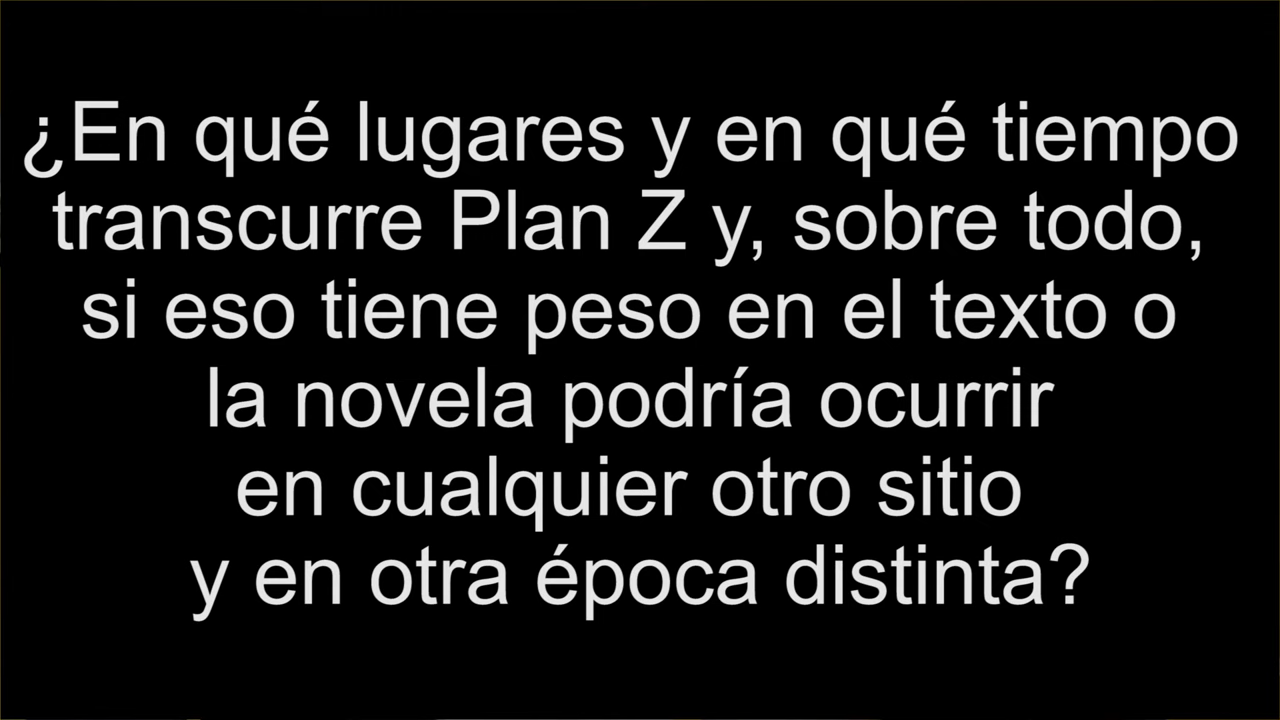 ¿En qué lugares y en qué tiempo
transcurre Plan Z y, sobre todo,
si eso tiene peso en el texto o
la novela podría ocurrir
en cualquier otro sitio
y en otra época distinta?